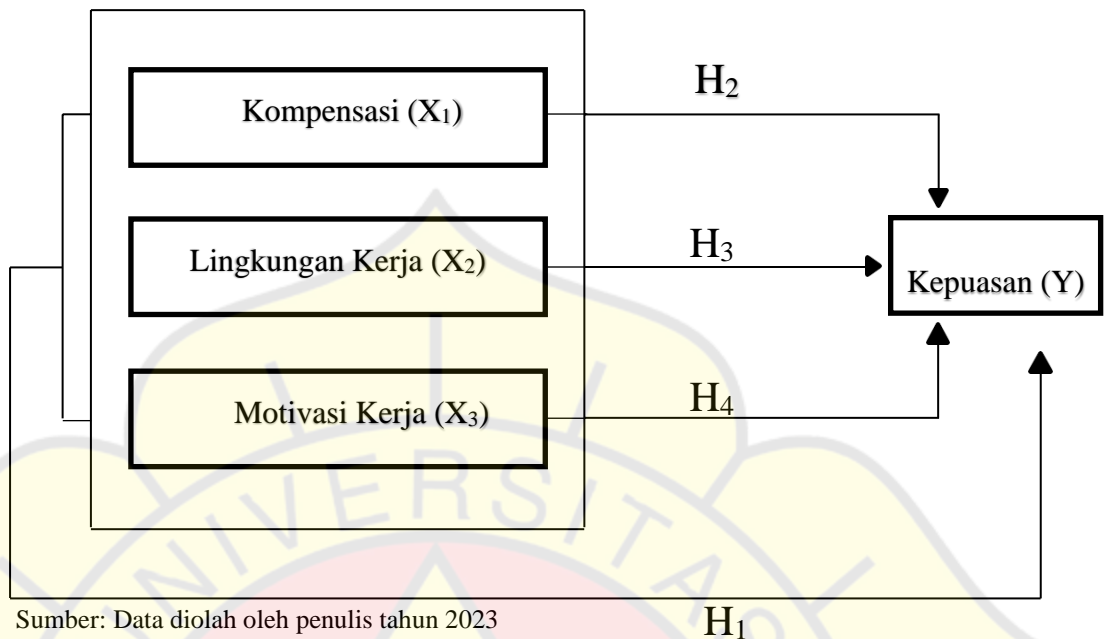 H₂
Kompensasi (X₁)
H₃
Lingkungan Kerja (X₂)
Kepuasan (Y)
H₄
Motivasi Kerja (X₃)
UNIVERSITAS
Sumber: Data diolah oleh penulis tahun 2023
H₁